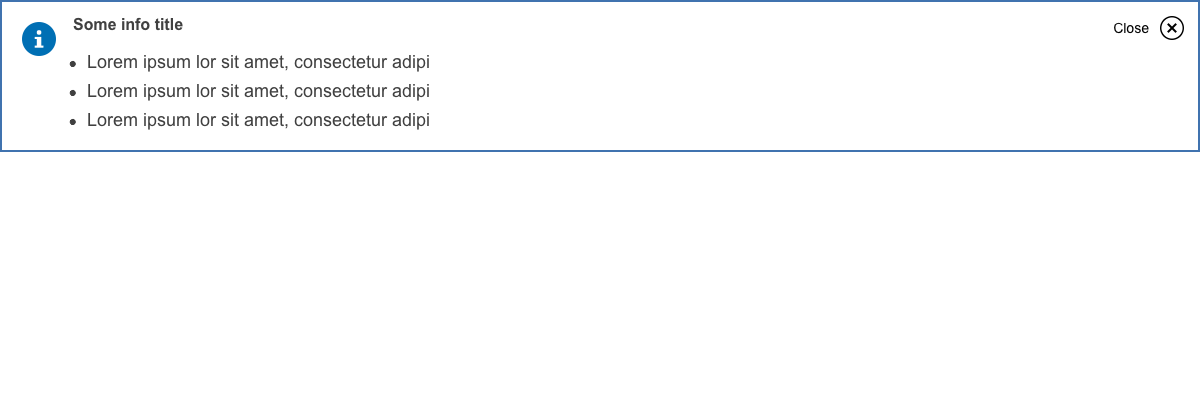 Some info title
Close
• Lorem ipsum lor sit amet, consectetur adipi
• Lorem ipsum lor sit amet, consectetur adipi
• Lorem ipsum lor sit amet, consectetur adipi